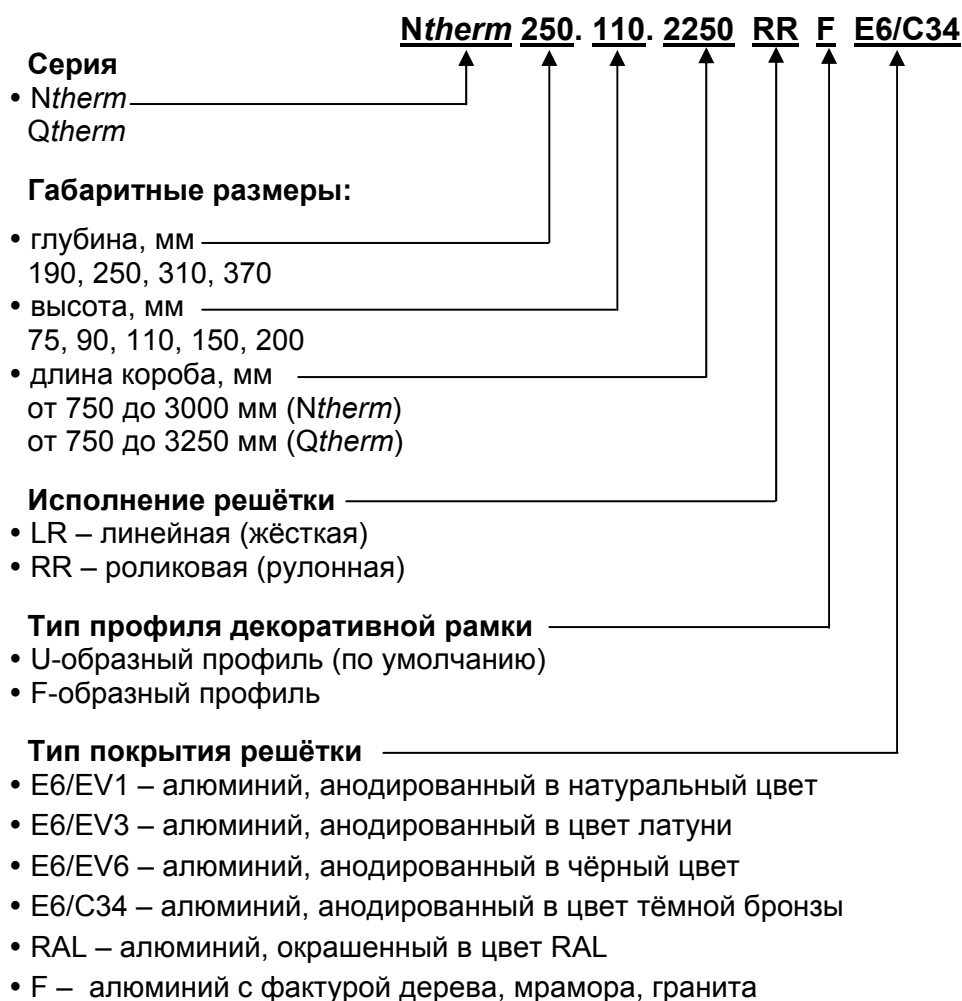 Ntherm 250. 110. 2250 RR F E6/C34
Серия
• Ntherm
Qtherm
Габаритные размеры:
• глубина, мм
190, 250, 310, 370
• высота, мм
75, 90, 110, 150, 200
• длина короба, мм
от 750 до 3000 мм (Ntherm)
от 750 до 3250 мм (Qtherm)
Исполнение решётки
• LR – линейная (жёсткая)
• RR – роликовая (рулонная)
Тип профиля декоративной рамки
• U-образный профиль (по умолчанию)
• F-образный профиль
Тип покрытия решётки
• E6/EV1 – алюминий, анодированный в натуральный цвет
• E6/EV3 – алюминий, анодированный в цвет латуни
• E6/EV6 – алюминий, анодированный в чёрный цвет
• E6/C34 – алюминий, анодированный в цвет тёмной бронзы
• RAL – алюминий, окрашенный в цвет RAL
• F – алюминий с фактурой дерева, мрамора, гранита